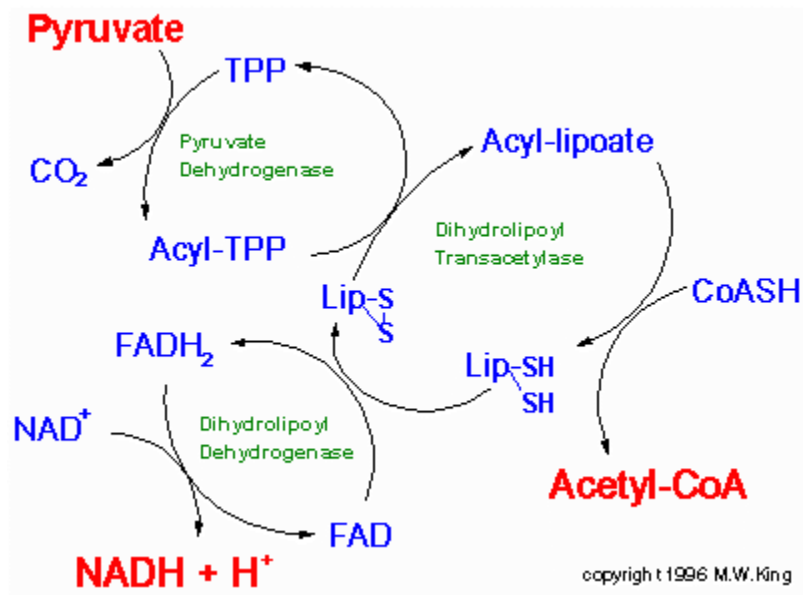 Pyruvate
TPP
CO₂
Pyruvate
Dehydrogenase
Acyl-TPP
Acyl-lipoate
Dihydrolipoyl
Transacetylase
Lip-S
S
CoASH
FADH₂
Lip-SH
SH
NAD⁺
Dihydrolipoyl
Dehydrogenase
Acetyl-CoA
FAD
NADH + H⁺
copyright 1996 M.W.King